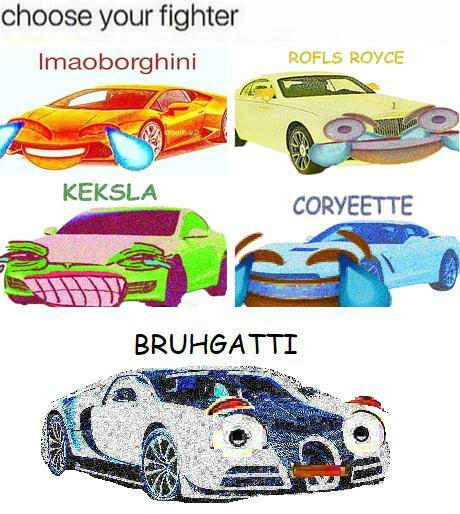 choose your fighter
lmaoborghini
ROFLS ROYCE
KEKSLA
CORYEETTE
BRUHGATTI